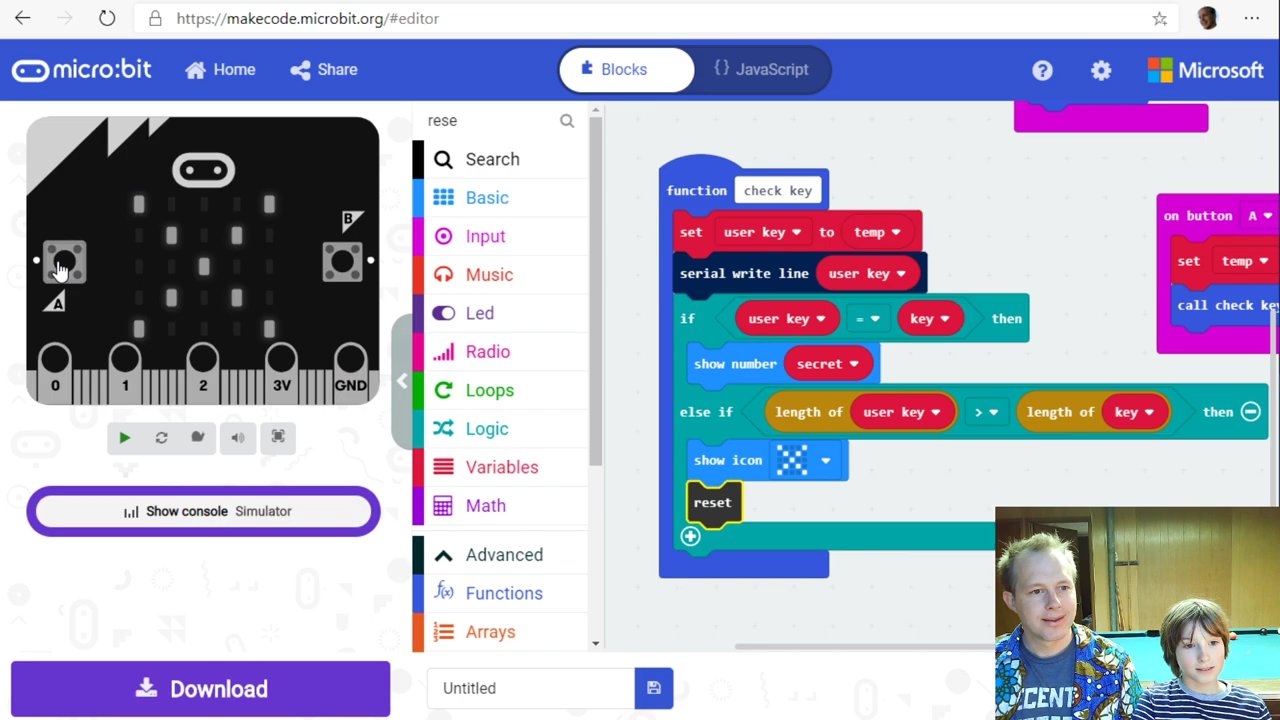 https://makecode.microbit.org/#editor
micro:bit Home Share Blocks {} JavaScript ? Microsoft
rese
Search
Basic
Input
Music
Led
Radio
Loops
Logic
Variables
Math
Advanced
Functions
Arrays
B
A
0 1 2 3V GND
Show console Simulator
Download
Untitled
function check key
set user key to temp
serial write line user key
if user key = key then
show number secret
else if length of user key > length of key then
show icon
reset
on button A
set temp
call check key
CENT